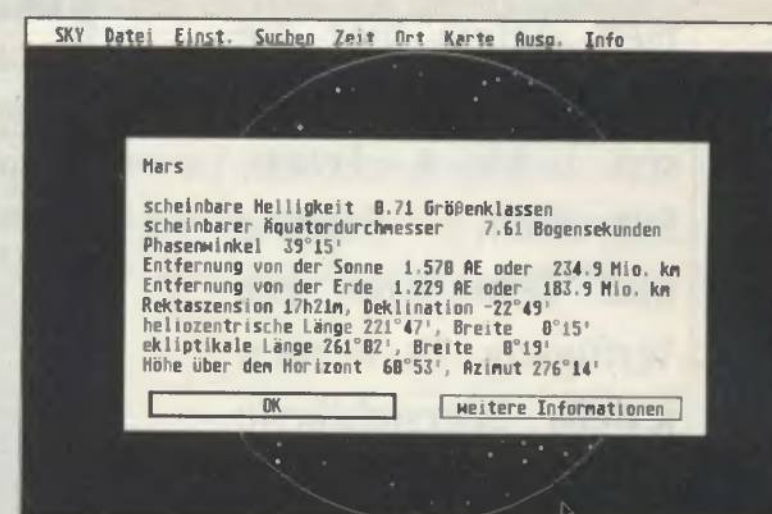 SKY Datei Einst. Suchen Zeit Ort Karte Ausg. Info
Mars
scheinbare Helligkeit 0.71 Größenklassen
scheinbarer Äquatordurchmesser 7.61 Bogensekunden
Phasenwinkel 39°15'
Entfernung von der Sonne 1.570 AE oder 234.9 Mio. km
Entfernung von der Erde 1.229 AE oder 183.9 Mio. km
Rektaszension 17h21m, Deklination -22°49'
heliozentrische Länge 221°47', Breite 0°15'
ekliptikale Länge 261°02', Breite 0°19'
Höhe über dem Horizont 60°53', Azimut 276°14'
OK weitere Informationen